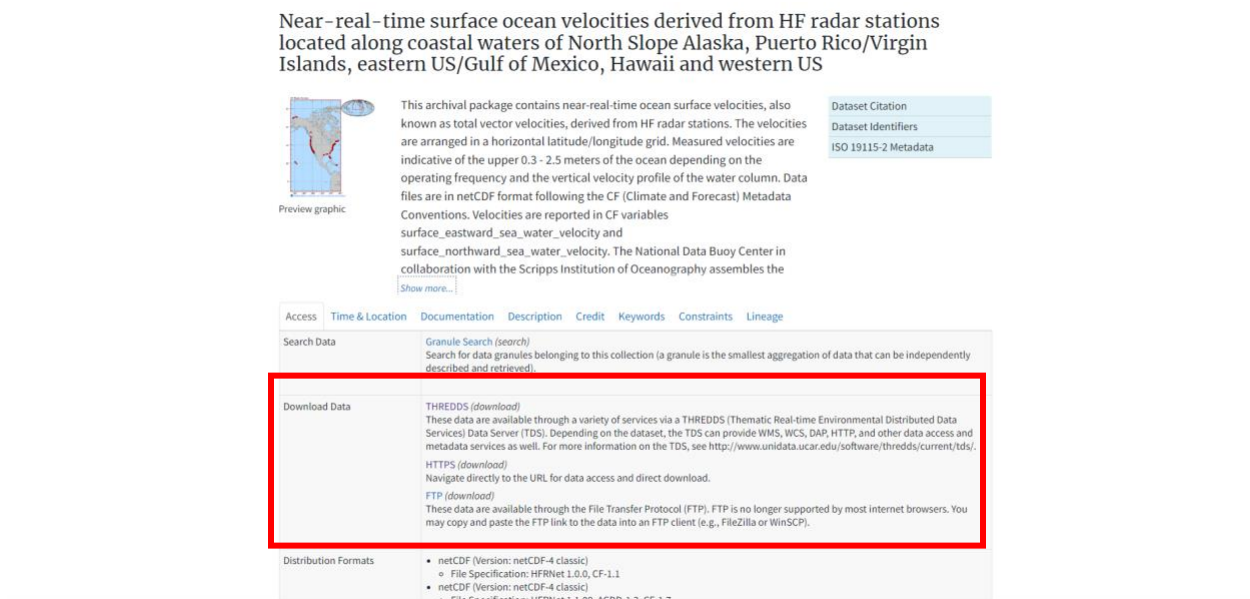 Near-real-time surface ocean velocities derived from HF radar stations
located along coastal waters of North Slope Alaska, Puerto Rico/Virgin
Islands, eastern US/Gulf of Mexico, Hawaii and western US
Preview graphic
This archival package contains near-real-time ocean surface velocities, also
known as total vector velocities, derived from HF radar stations. The velocities
are arranged in a horizontal latitude/longitude grid. Measured velocities are
indicative of the upper 0.3 - 2.5 meters of the ocean depending on the
operating frequency and the vertical velocity profile of the water column. Data
files are in netCDF format following the CF (Climate and Forecast) Metadata
Conventions. Velocities are reported in CF variables
surface_eastward_sea_water_velocity and
surface_northward_sea_water_velocity. The National Data Buoy Center in
collaboration with the Scripps Institution of Oceanography assembles the
Show more...
Dataset Citation
Dataset Identifiers
ISO 19115-2 Metadata
Access Time & Location Documentation Description Credit Keywords Constraints Lineage
Search Data
Granule Search (search)
Search for data granules belonging to this collection (a granule is the smallest aggregation of data that can be independently
described and retrieved).
Download Data
THREDDS (download)
These data are available through a variety of services via a THREDDS (Thematic Real-time Environmental Distributed Data
Services) Data Server (TDS). Depending on the dataset, the TDS can provide WMS, WCS, DAP, HTTP, and other data access and
metadata services as well. For more information on the TDS, see http://www.unidata.ucar.edu/software/thredds/current/tds/.
HTTPS (download)
Navigate directly to the URL for data access and direct download.
FTP (download)
These data are available through the File Transfer Protocol (FTP). FTP is no longer supported by most internet browsers. You
may copy and paste the FTP link to the data into an FTP client (e.g., FileZilla or WinSCP).
Distribution Formats
• netCDF (Version: netCDF-4 classic)
○ File Specification: HFRNet 1.0.0, CF-1.1
• netCDF (Version: netCDF-4 classic)